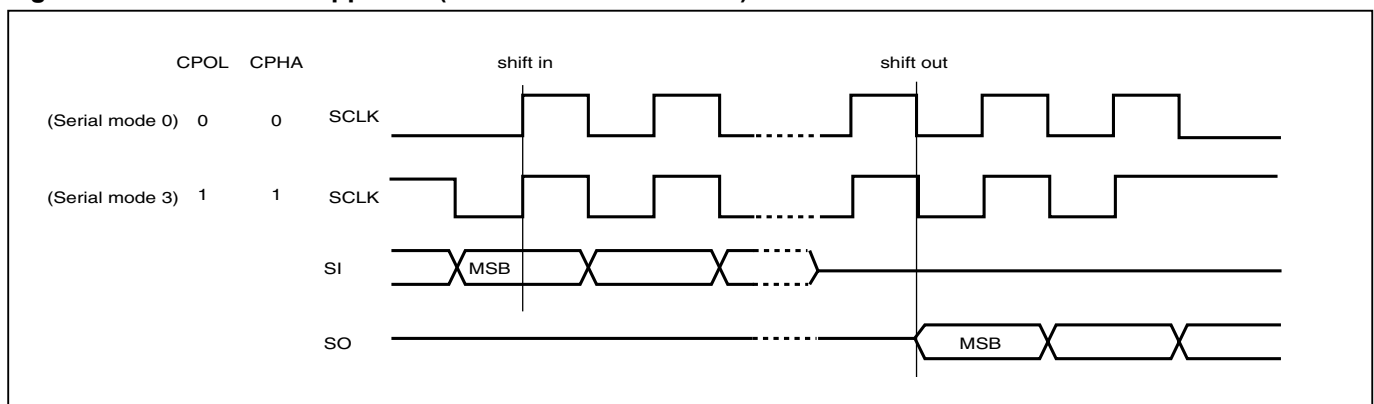 CPOL CPHA shift in shift out
(Serial mode 0) 0 0 SCLK
(Serial mode 3) 1 1 SCLK
SI MSB
SO MSB